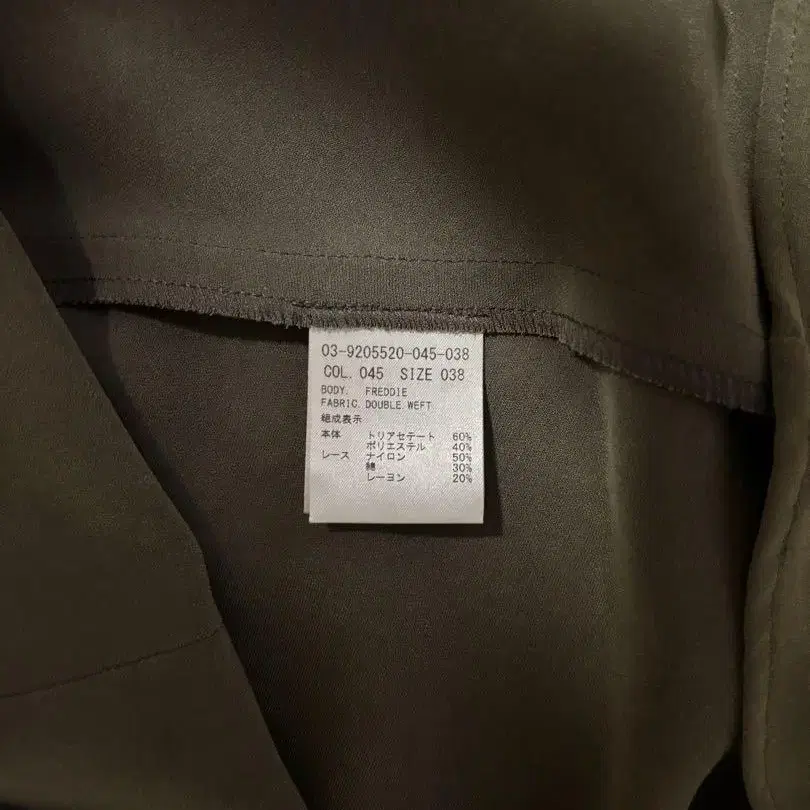 03-9205520-045-038
COL. 045 SIZE 038
BODY. FREDDIE
FABRIC. DOUBLE WEFT
組成表示
本体 トリアセテート 60%
ポリエステル 40%
レース ナイロン 50%
綿 30%
レーヨン 20%